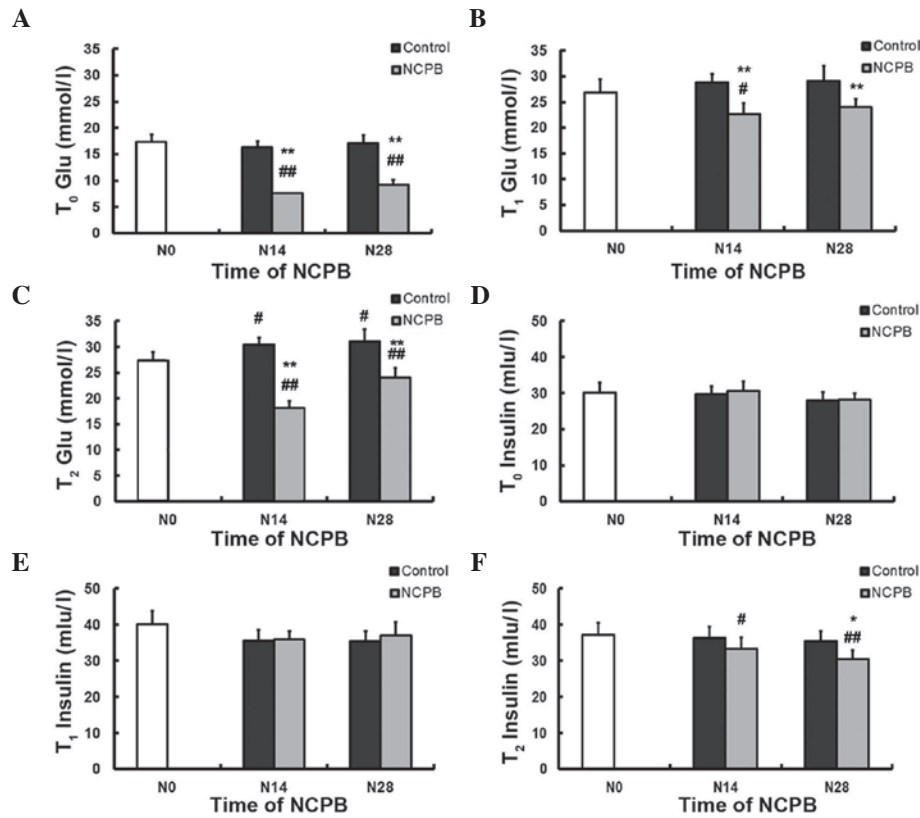 A
T0 Glu (mmol/l)
35
30
25
20
15
10
5
0
Control
NCPB
**
##
**
##
N0 N14 N28
Time of NCPB
B
T1 Glu (mmol/l)
35
30
25
20
15
10
5
0
Control
NCPB
**
#
**
N0 N14 N28
Time of NCPB
C
T2 Glu (mmol/l)
35
30
25
20
15
10
5
0
Control
NCPB
#
**
##
#
**
##
N0 N14 N28
Time of NCPB
D
T0 Insulin (mIu/l)
50
40
30
20
10
0
Control
NCPB
N0 N14 N28
Time of NCPB
E
T1 Insulin (mIu/l)
50
40
30
20
10
0
Control
NCPB
N0 N14 N28
Time of NCPB
F
T2 Insulin (mIu/l)
50
40
30
20
10
0
Control
NCPB
#
*
##
N0 N14 N28
Time of NCPB